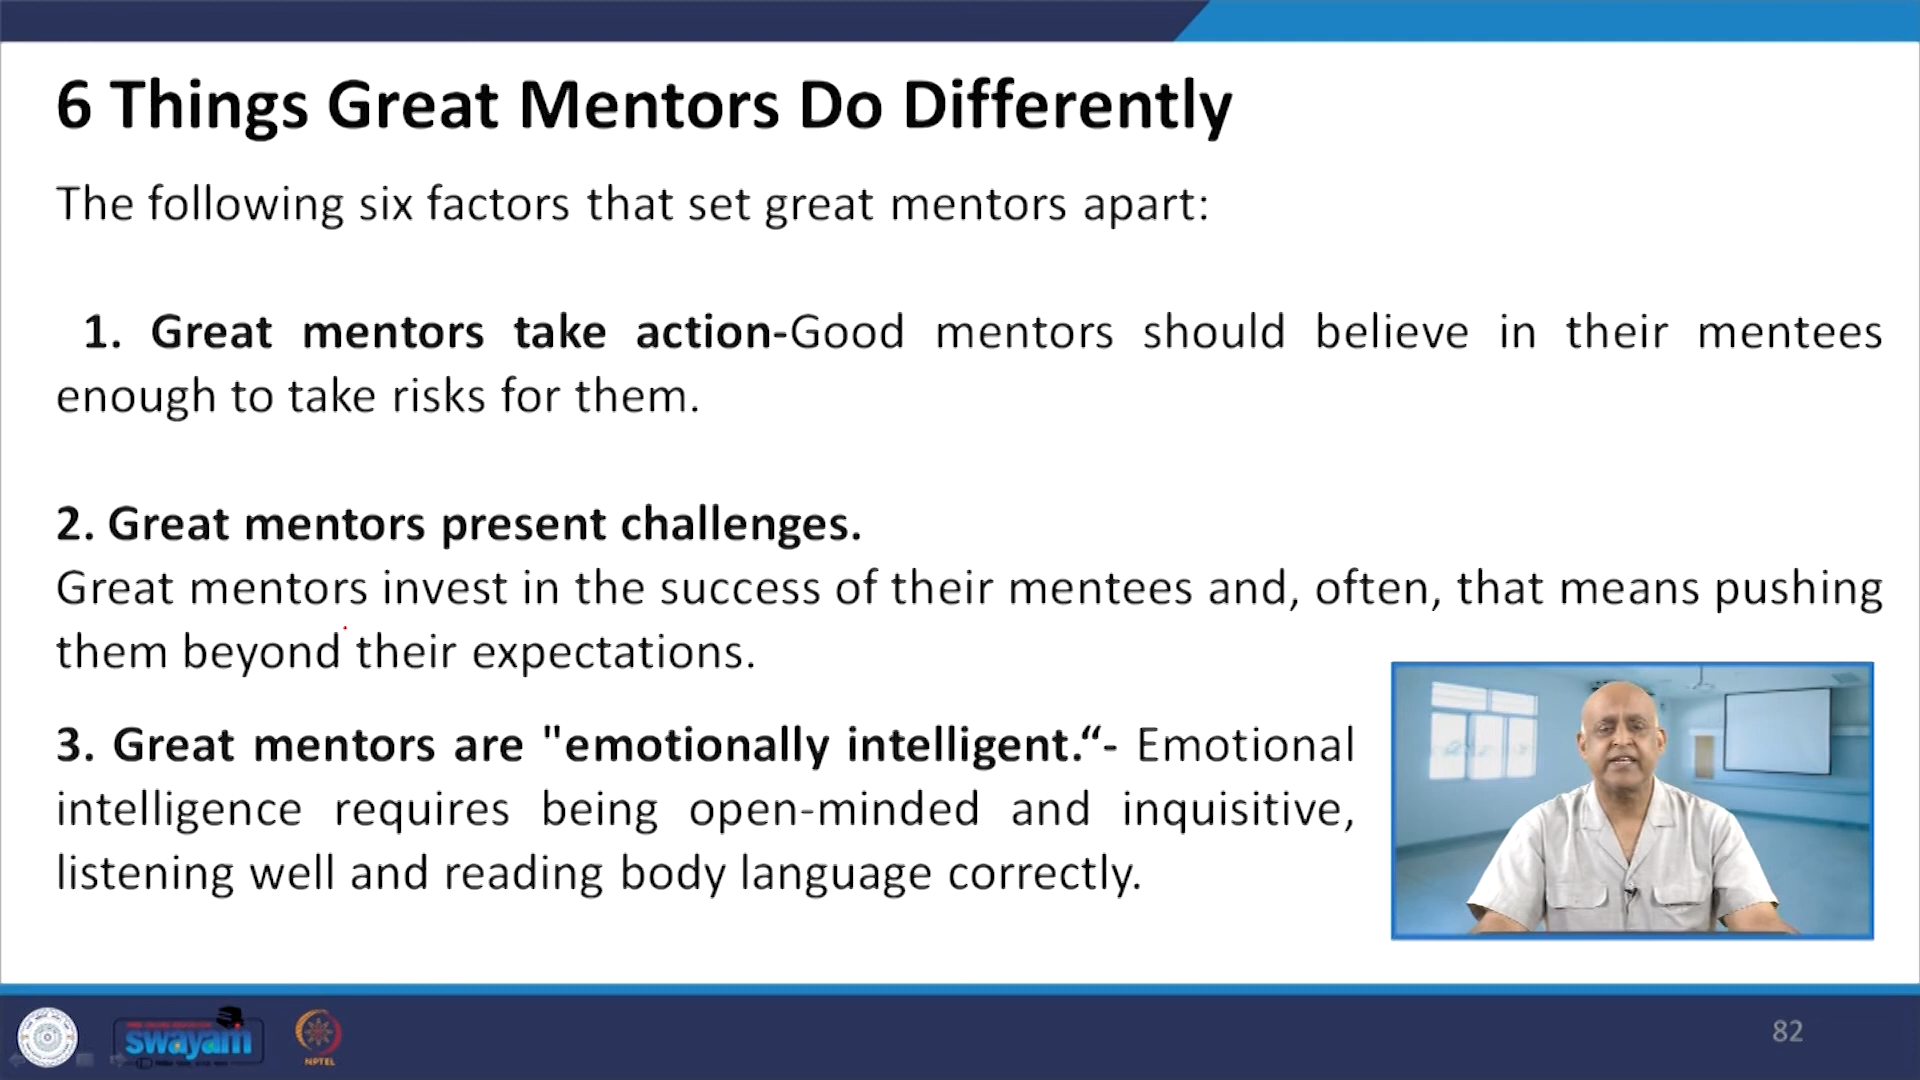 6 Things Great Mentors Do Differently
The following six factors that set great mentors apart:
1. Great mentors take action-Good mentors should believe in their mentees
enough to take risks for them.
2. Great mentors present challenges.
Great mentors invest in the success of their mentees and, often, that means pushing
them beyond their expectations.
3. Great mentors are "emotionally intelligent.“- Emotional
intelligence requires being open-minded and inquisitive,
listening well and reading body language correctly.
swayam
NPTEL
82